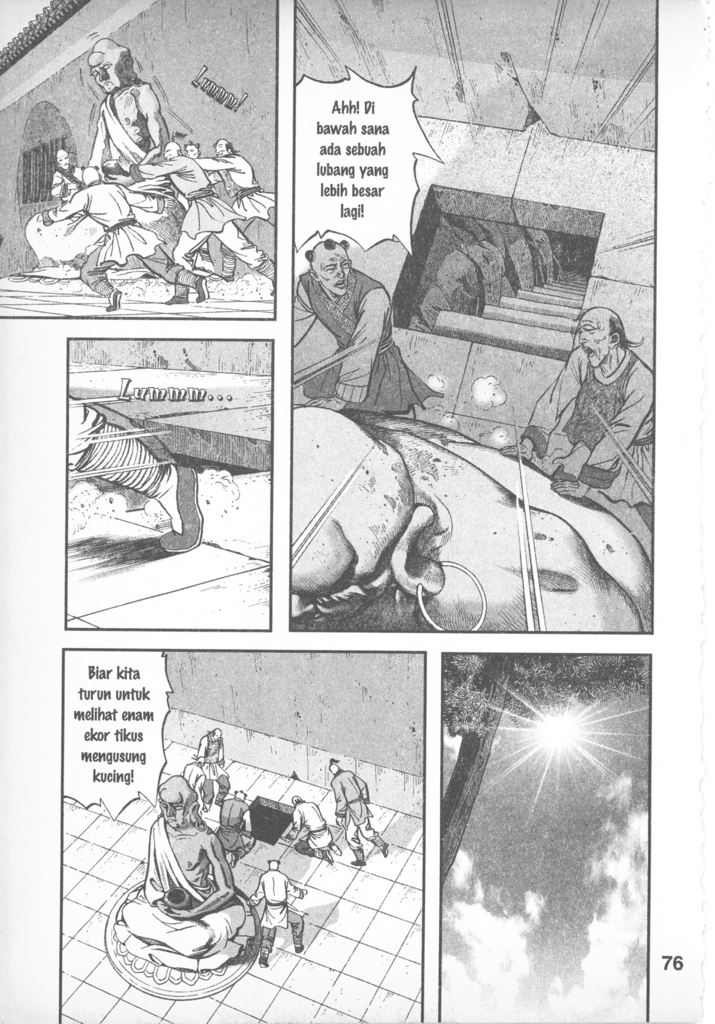 Lummm!
Ahh! Di
bawah sana
ada sebuah
lubang yang
lebih besar
lagi!
Lummm...
Biar kita
turun untuk
melihat enam
ekor tikus
mengusung
kucing!
76